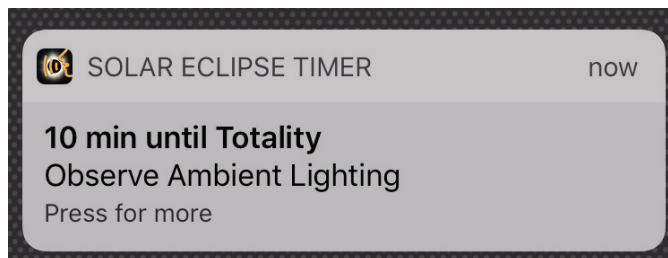 SOLAR ECLIPSE TIMER now
10 min until Totality
Observe Ambient Lighting
Press for more